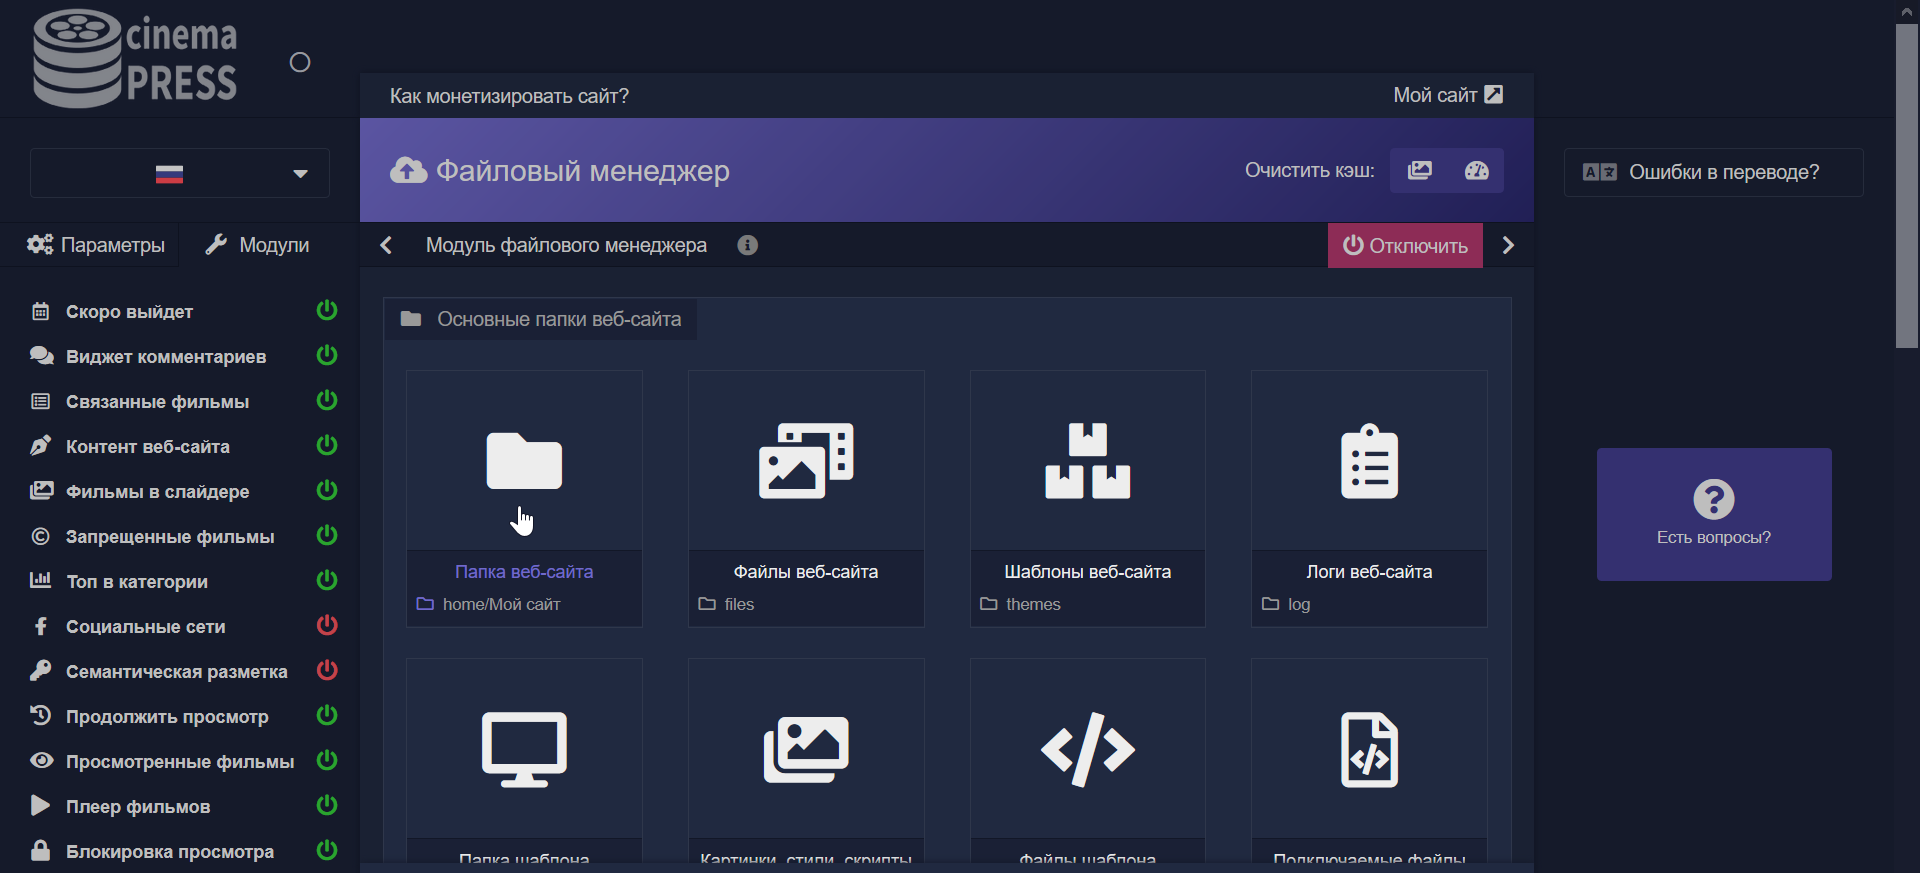 cinema
PRESS
Как монетизировать сайт?
Мой сайт
Файловый менеджер
Очистить кэш:
Ошибки в переводе?
Параметры
Модули
Модуль файлового менеджера
Отключить
Скоро выйдет
Виджет комментариев
Связанные фильмы
Контент веб-сайта
Фильмы в слайдере
Запрещенные фильмы
Топ в категории
Социальные сети
Семантическая разметка
Продолжить просмотр
Просмотренные фильмы
Плеер фильмов
Блокировка просмотра
Основные папки веб-сайта
Папка веб-сайта
home/Мой сайт
Файлы веб-сайта
files
Шаблоны веб-сайта
themes
Логи веб-сайта
log
Папка шаблона
Картинки, стили, скрипты
Файлы шаблона
Подключаемые файлы
Есть вопросы?